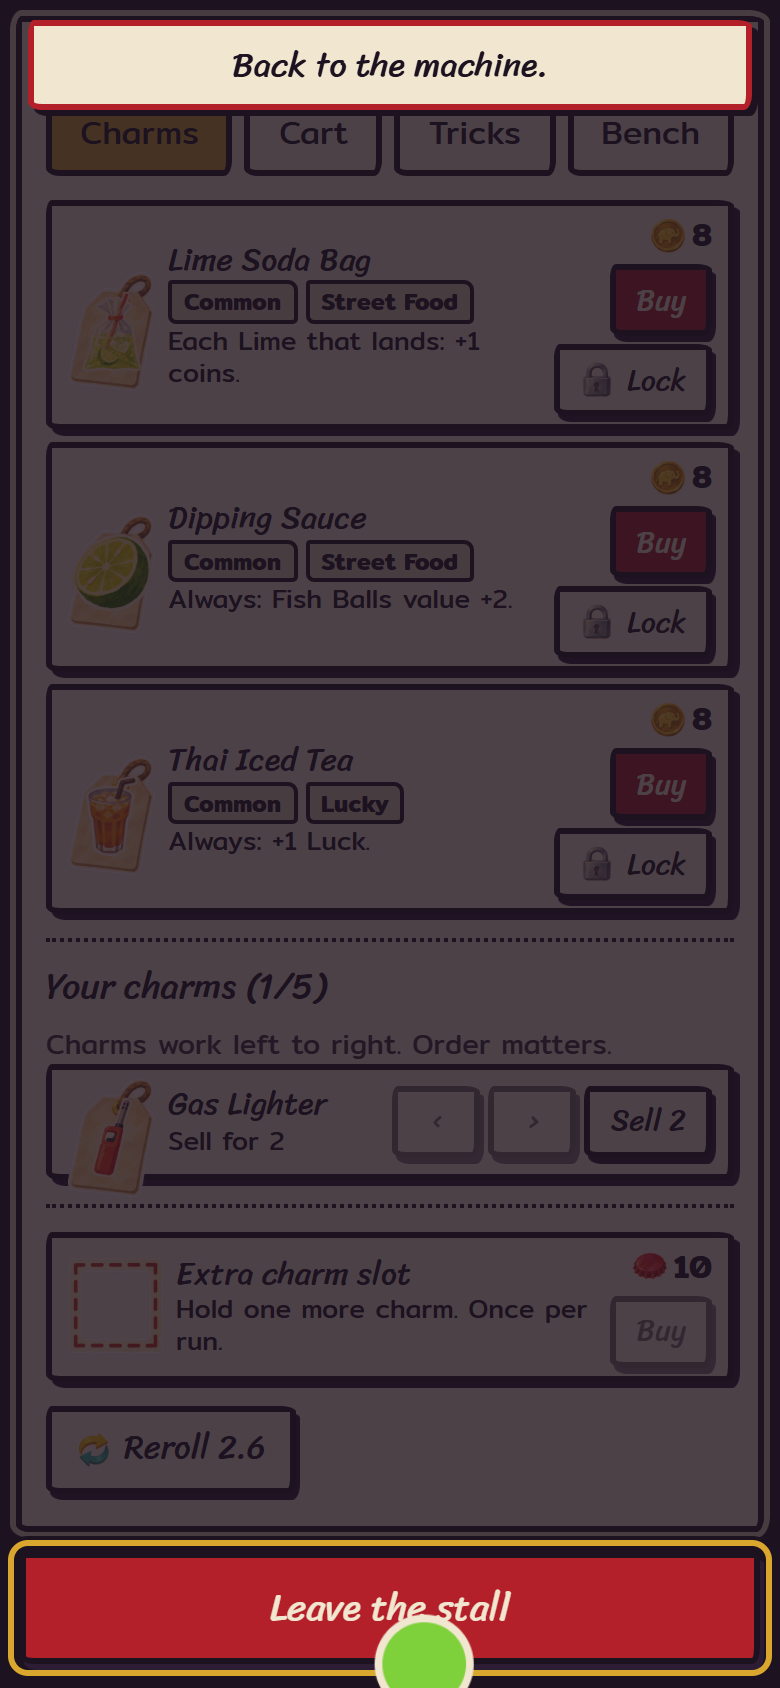 Back to the machine.
Charms
Cart
Tricks
Bench
8
Lime Soda Bag
Common
Street Food
Buy
Each Lime that lands: +1
coins.
Lock
8
Dipping Sauce
Common
Street Food
Buy
Always: Fish Balls value +2.
Lock
8
Thai Iced Tea
Common
Lucky
Buy
Always: +1 Luck.
Lock
Your charms (1/5)
Charms work left to right. Order matters.
Gas Lighter
Sell for 2
‹
›
Sell 2
Extra charm slot
10
Hold one more charm. Once per
run.
Buy
Reroll 2.6
Leave the stall